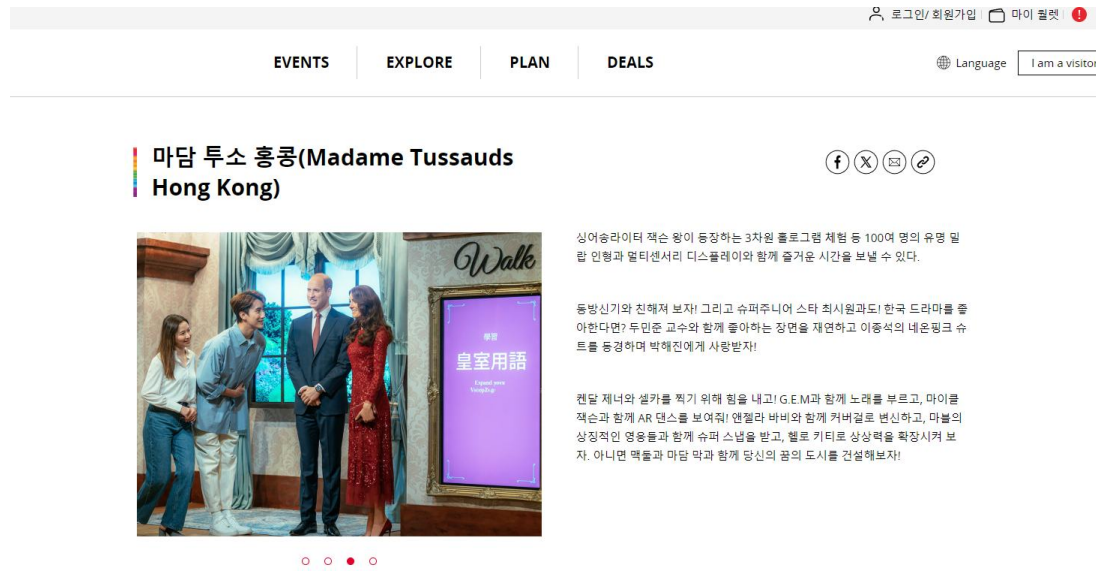 로그인/ 회원가입 마이 월렛 !
EVENTS EXPLORE PLAN DEALS Language I am a visitor
마담 투소 홍콩(Madame Tussauds
Hong Kong)
싱어송라이터 잭슨 왕이 등장하는 3차원 홀로그램 체험 등 100여 명의 유명 밀
랍 인형과 멀티센서리 디스플레이와 함께 즐거운 시간을 보낼 수 있다.
동방신기와 친해져 보자! 그리고 슈퍼주니어 스타 최시원과도! 한국 드라마를 좋
아한다면? 두민준 교수와 함께 좋아하는 장면을 재연하고 이종석의 네온핑크 슈
트를 동경하며 박해진에게 사랑받자!
켄달 제너와 셀카를 찍기 위해 힘을 내고! G.E.M과 함께 노래를 부르고, 마이클
잭슨과 함께 AR 댄스를 보여줘! 앤젤라 바비와 함께 커버걸로 변신하고, 마블의
상징적인 영웅들과 함께 슈퍼 스냅을 받고, 헬로 키티로 상상력을 확장시켜 보
자. 아니면 맥둘과 마담 막과 함께 당신의 꿈의 도시를 건설해보자!
Walk
學習
皇室用語
Expand your